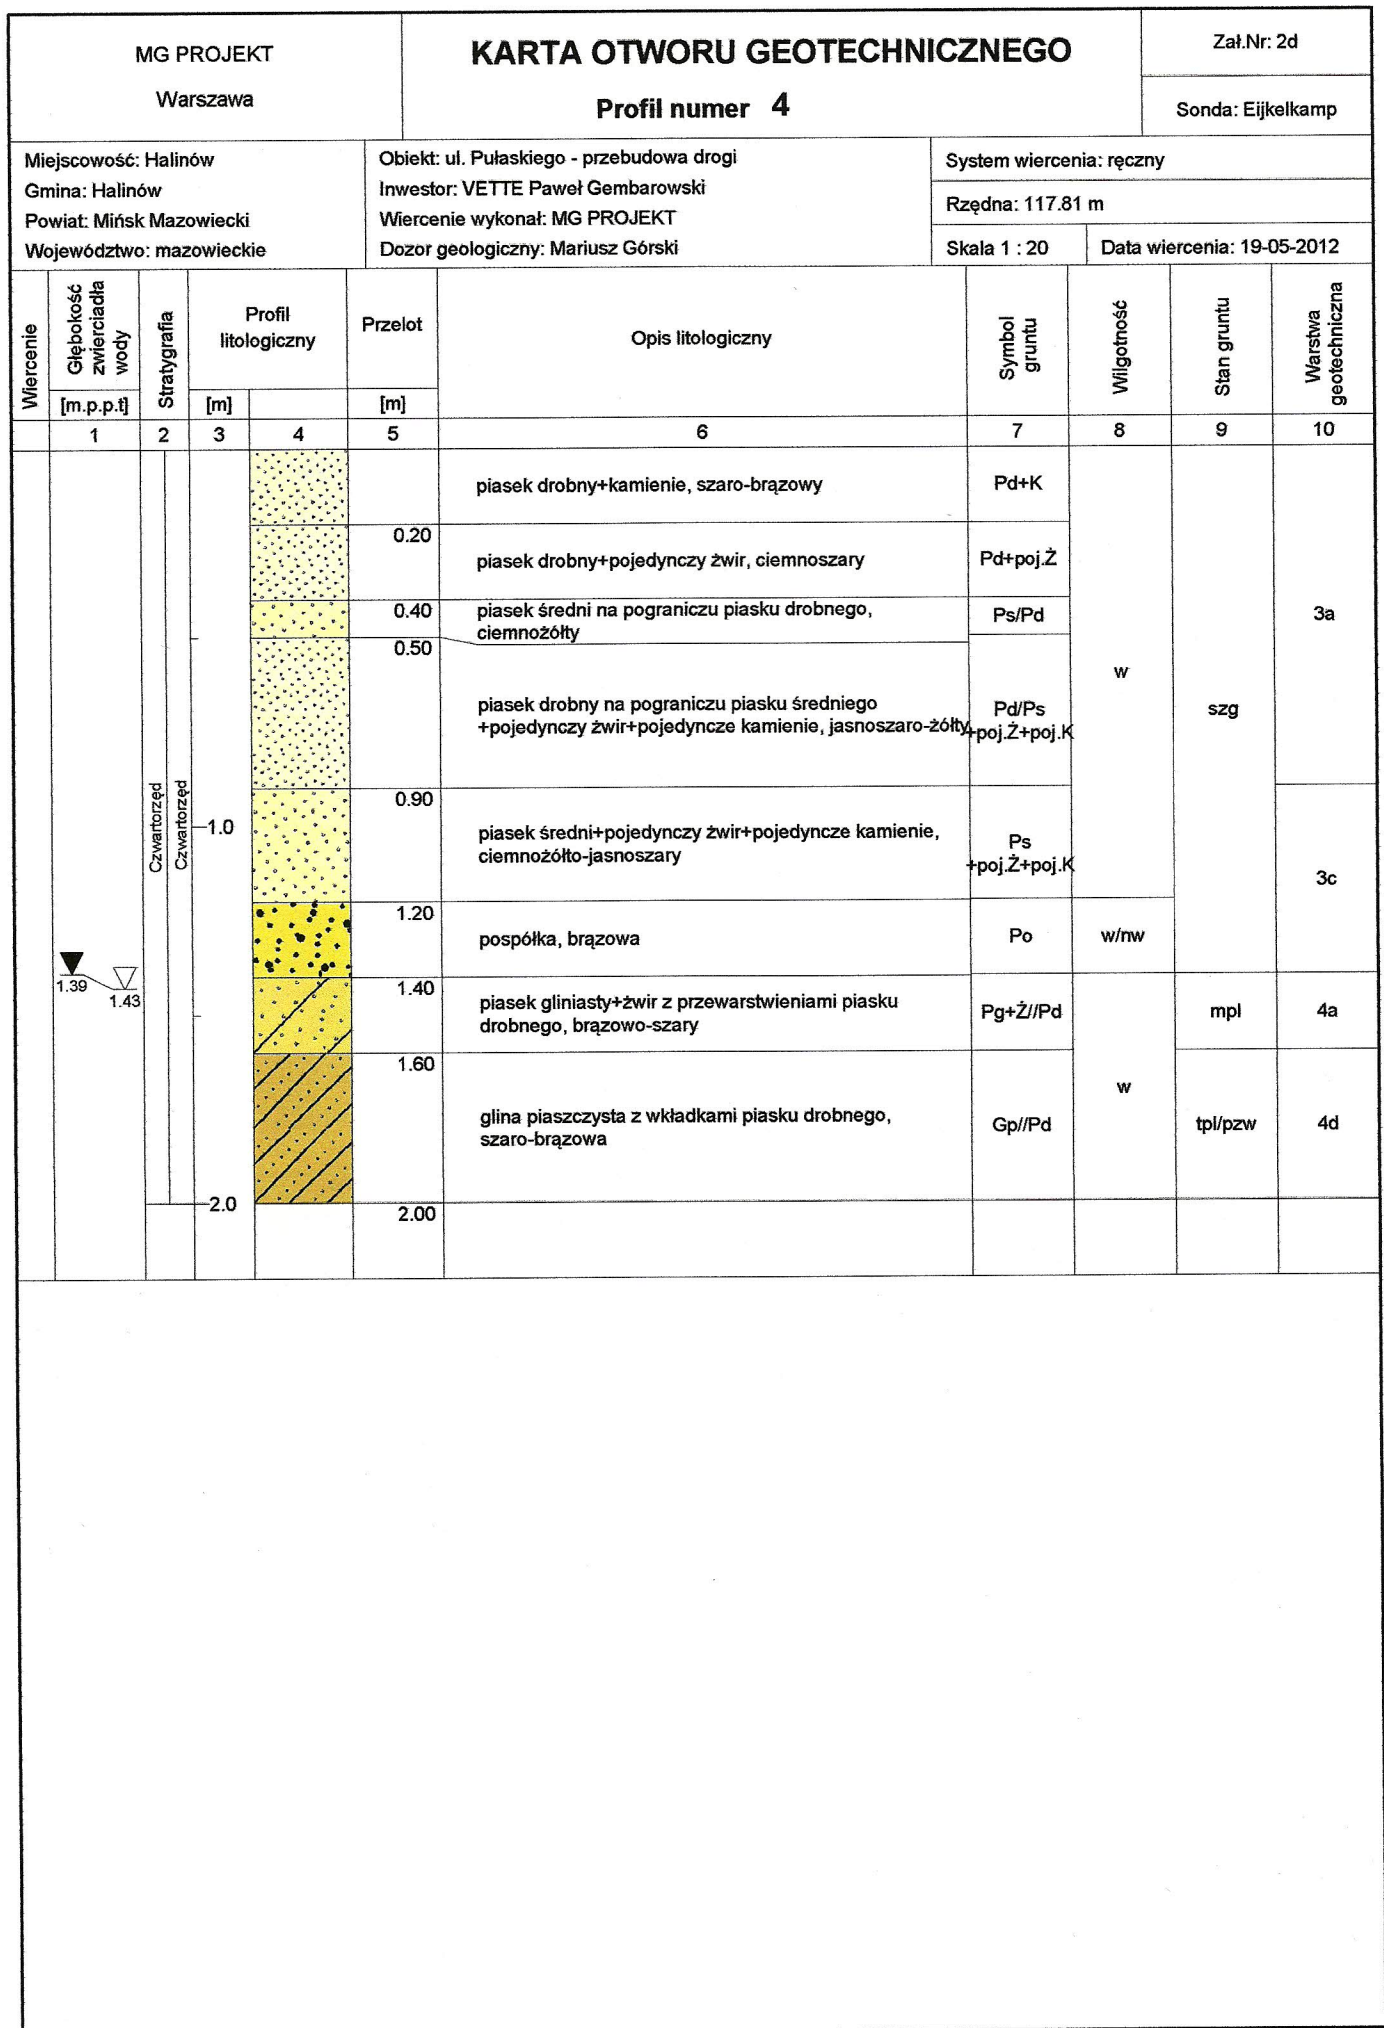 MG PROJEKT
Warszawa
KARTA OTWORU GEOTECHNICZNEGO
Profil numer 4
Zał.Nr: 2d
Sonda: Eijkelkamp
Miejscowość: Halinów
Gmina: Halinów
Powiat: Mińsk Mazowiecki
Województwo: mazowieckie
Obiekt: ul. Pułaskiego - przebudowa drogi
Inwestor: VETTE Paweł Gembarowski
Wiercenie wykonał: MG PROJEKT
Dozor geologiczny: Mariusz Górski
System wiercenia: ręczny
Rzędna: 117.81 m
Skala 1 : 20
Data wiercenia: 19-05-2012
Wiercenie
Głębokość
zwierciadła
wody
[m.p.p.t]
Stratygrafia
Profil
litologiczny
[m]
Przelot
[m]
Opis litologiczny
Symbol
gruntu
Wilgotność
Stan gruntu
Warstwa
geotechniczna
1 2 3 4 5 6 7 8 9 10
piasek drobny+kamienie, szaro-brązowy
Pd+K
0.20
piasek drobny+pojedynczy żwir, ciemnoszary
Pd+poj.Ż
0.40
piasek średni na pograniczu piasku drobnego,
ciemnożółty
Ps/Pd
3a
0.50
piasek drobny na pograniczu piasku średniego
+pojedynczy żwir+pojedyncze kamienie, jasnoszaro-żółty
Pd/Ps
+poj.Ż+poj.K
w
szg
Czwartorzęd
Czwartorzęd
0.90
1.0
piasek średni+pojedynczy żwir+pojedyncze kamienie,
ciemnożółto-jasnoszary
Ps
+poj.Ż+poj.K
3c
1.20
pospółka, brązowa
Po
w/nw
1.39
1.43
1.40
piasek gliniasty+żwir z przewarstwieniami piasku
drobnego, brązowo-szary
Pg+Ż//Pd
mpl
4a
1.60
glina piaszczysta z wkładkami piasku drobnego,
szaro-brązowa
Gp//Pd
w
tpl/pzw
4d
2.0
2.00